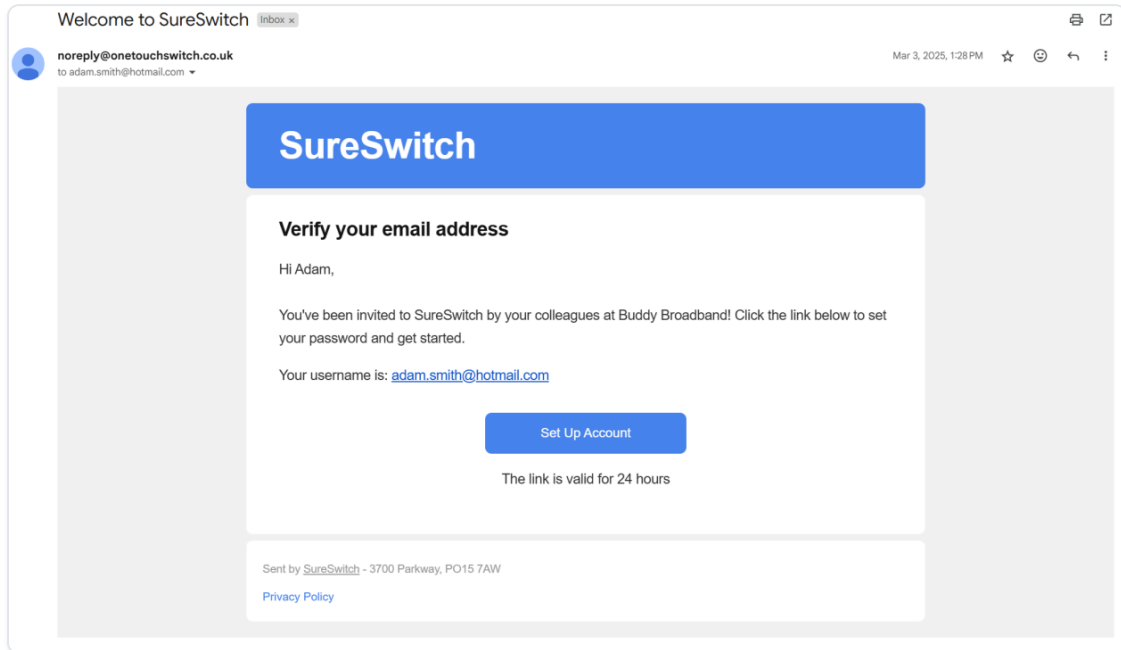 Welcome to SureSwitch Inbox ×
noreply@onetouchswitch.co.uk Mar 3, 2025, 1:28 PM
to adam.smith@hotmail.com
SureSwitch
Verify your email address
Hi Adam,
You've been invited to SureSwitch by your colleagues at Buddy Broadband! Click the link below to set
your password and get started.
Your username is: adam.smith@hotmail.com
Set Up Account
The link is valid for 24 hours
Sent by SureSwitch - 3700 Parkway, PO15 7AW
Privacy Policy